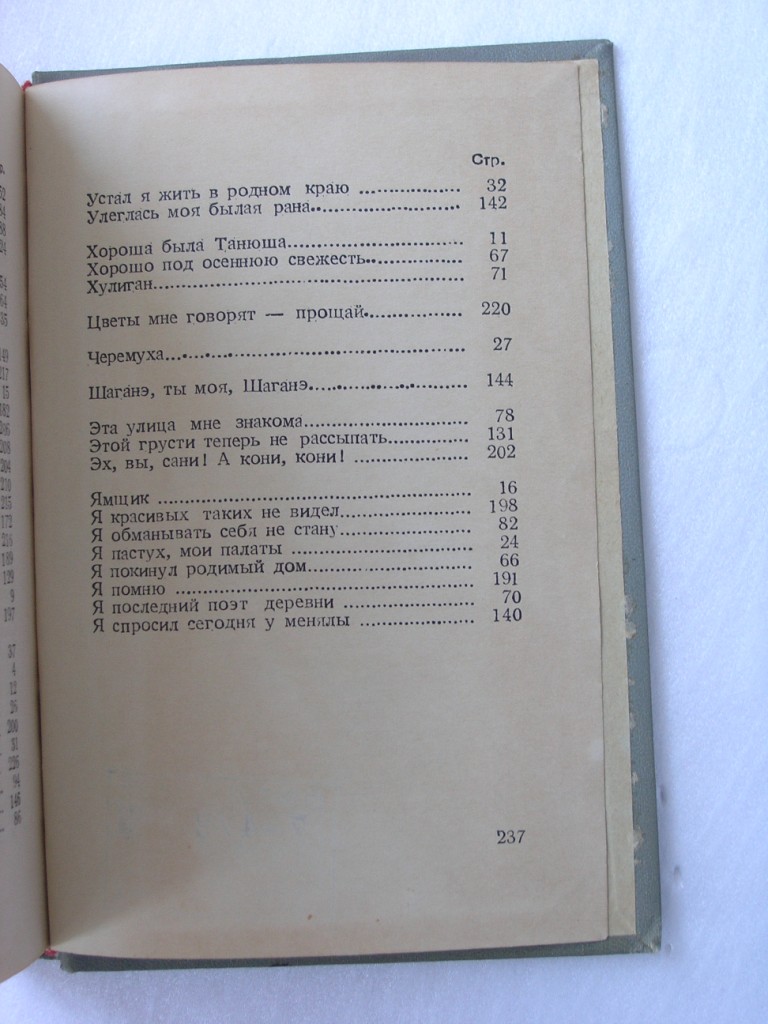 Стр.
Устал я жить в родном краю ................... 32
Улеглась моя былая рана........................ 142
Хороша была Танюша............................. 11
Хорошо под осеннюю свежесть................ 67
Хулиган.................................................. 71
Цветы мне говорят — прощай................ 220
Черемуха................................................ 27
Шаганэ, ты моя, Шаганэ........................ 144
Эта улица мне знакома.......................... 78
Этой грусти теперь не рассыпать............. 131
Эх, вы, сани! А кони, кони! ................... 202
Ямщик .................................................. 16
Я красивых таких не видел..................... 198
Я обманывать себя не стану..................... 82
Я пастух, мои палаты ............................ 24
Я покинул родимый дом.......................... 66
Я помню ................................................ 191
Я последний поэт деревни ...................... 70
Я спросил сегодня у менялы ................... 140
237